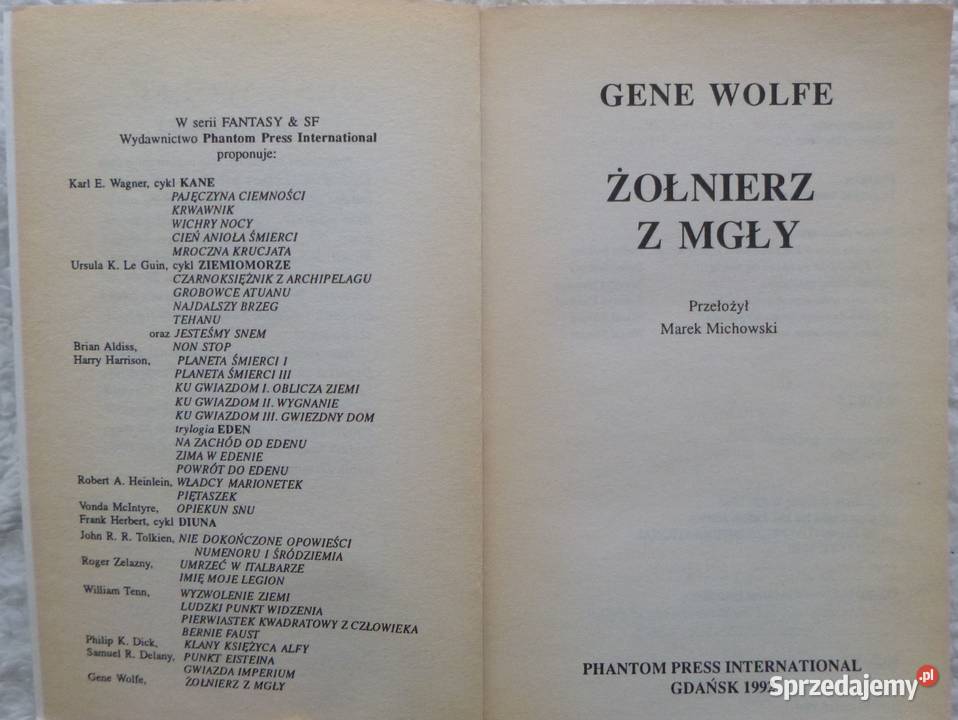 W serii FANTASY & SF
Wydawnictwo Phantom Press International
proponuje:
Karl E. Wagner, cykl KANE
PAJĘCZYNA CIEMNOŚCI
KRWAWNIK
WICHRY NOCY
CIEŃ ANIOŁA ŚMIERCI
MROCZNA KRUCJATA
Ursula K. Le Guin, cykl ZIEMIOMORZE
CZARNOKSIĘŻNIK Z ARCHIPELAGU
GROBOWCE ATUANU
NAJDALSZY BRZEG
TEHANU
oraz JESTEŚMY SNEM
Brian Aldiss, NON STOP
Harry Harrison, PLANETA ŚMIERCI I
PLANETA ŚMIERCI III
KU GWIAZDOM I. OBLICZA ZIEMI
KU GWIAZDOM II. WYGNANIE
KU GWIAZDOM III. GWIEZDNY DOM
trylogia EDEN
NA ZACHÓD OD EDENU
ZIMA W EDENIE
POWRÓT DO EDENU
Robert A. Heinlein, WŁADCY MARIONETEK
PIĘTASZEK
Vonda McIntyre, OPIEKUN SNU
Frank Herbert, cykl DIUNA
John R. R. Tolkien, NIE DOKOŃCZONE OPOWIEŚCI
NUMENORU I ŚRÓDZIEMIA
Roger Zelazny, UMRZEĆ W ITALBARZE
IMIĘ MOJE LEGION
William Tenn, WYZWOLENIE ZIEMI
LUDZKI PUNKT WIDZENIA
PIERWIASTEK KWADRATOWY Z CZŁOWIEKA
BERNIE FAUST
Philip K. Dick, KLANY KSIĘŻYCA ALFY
Samuel R. Delany, PUNKT EISTEINA
GWIAZDA IMPERIUM
Gene Wolfe, ŻOŁNIERZ Z MGŁY
GENE WOLFE
ŻOŁNIERZ
Z MGŁY
Przełożył
Marek Michowski
PHANTOM PRESS INTERNATIONAL
GDAŃSK 1992
Sprzedajemy.pl